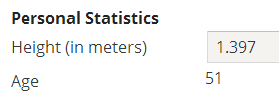 Personal Statistics
Height (in meters) 1.397
Age 51